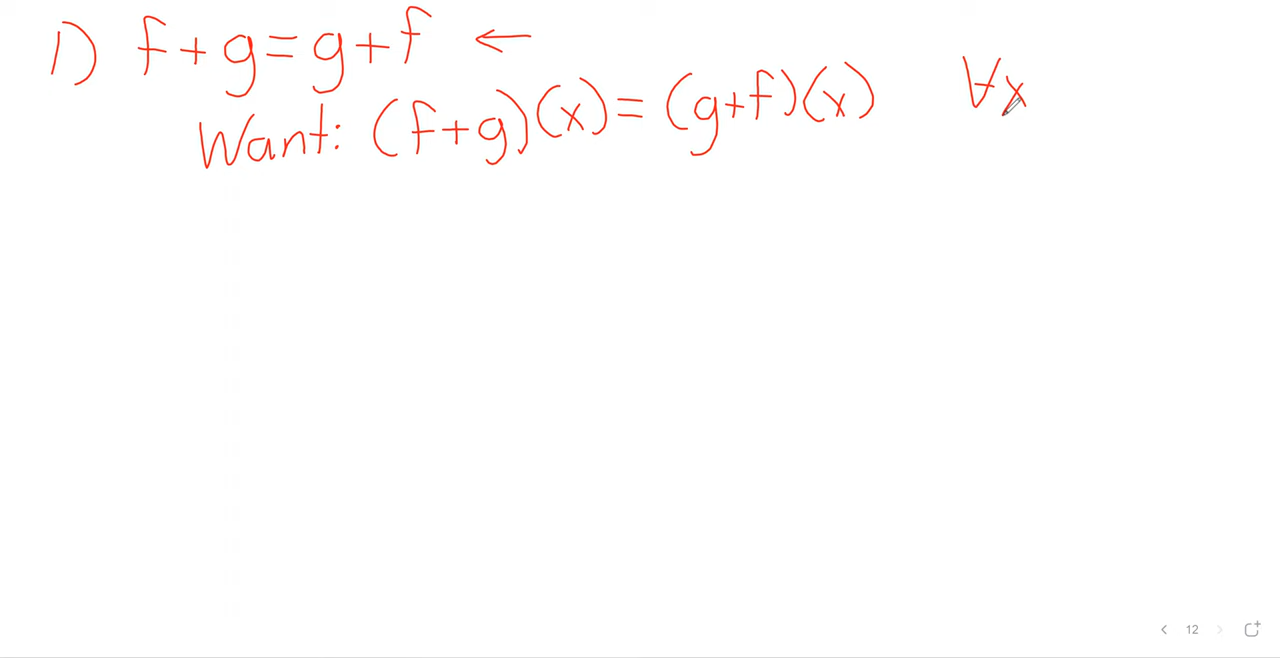 1) f+g=g+f ←
Want: (f+g)(x)=(g+f)(x) ∀x
12